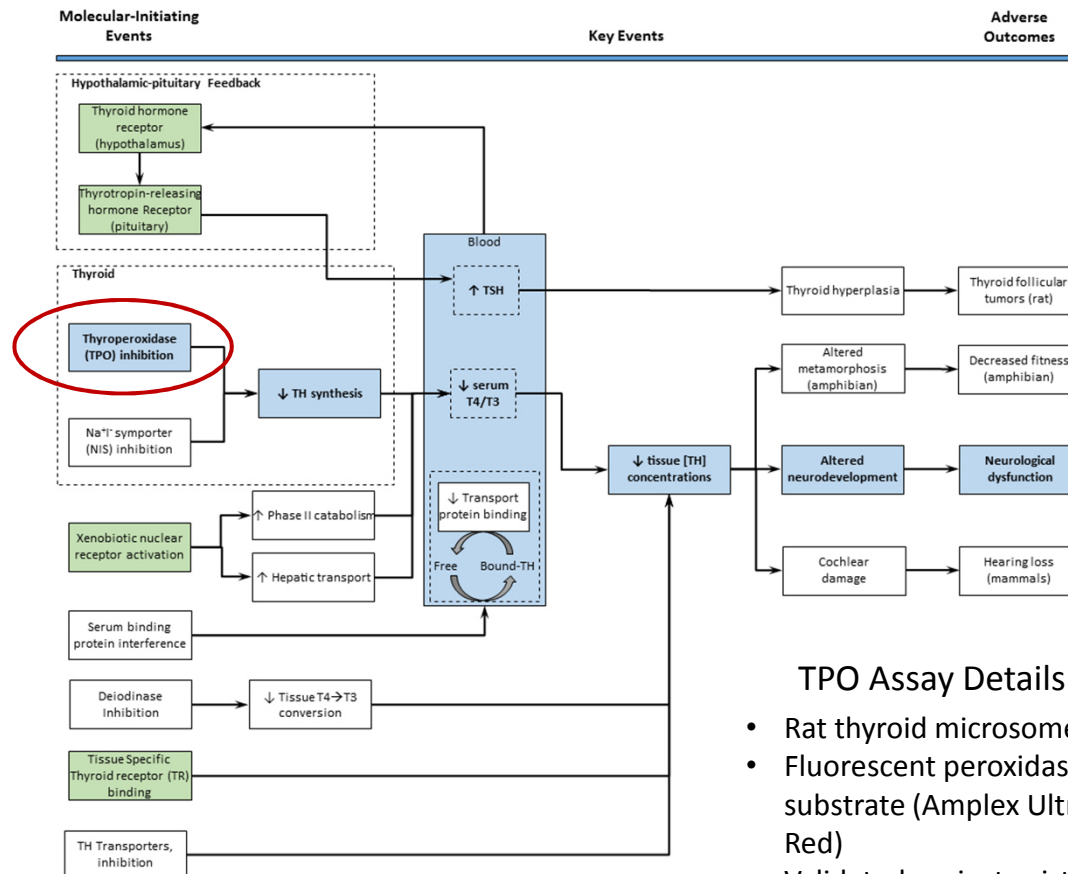 Molecular-Initiating
Events
Key Events
Adverse
Outcomes
Hypothalamic-pituitary Feedback
Thyroid hormone
receptor
(hypothalamus)
Thyrotropin-releasing
hormone Receptor
(pituitary)
Blood
↑ TSH
Thyroid hyperplasia
Thyroid follicular
tumors (rat)
Thyroid
Thyroperoxidase
(TPO) inhibition
Na⁺I⁻ symporter
(NIS) inhibition
↓ TH synthesis
↓ serum
T4/T3
Altered
metamorphosis
(amphibian)
Decreased fitness
(amphibian)
↓ tissue [TH]
concentrations
Altered
neurodevelopment
Neurological
dysfunction
Xenobiotic nuclear
receptor activation
↑ Phase II catabolism
↑ Hepatic transport
↓ Transport
protein binding
Free
Bound-TH
Cochlear
damage
Hearing loss
(mammals)
Serum binding
protein interference
Deiodinase
Inhibition
↓ Tissue T4→T3
conversion
Tissue Specific
Thyroid receptor (TR)
binding
TH Transporters,
inhibition
TPO Assay Details
• Rat thyroid microsome
• Fluorescent peroxidas
substrate (Amplex Ultr
Red)